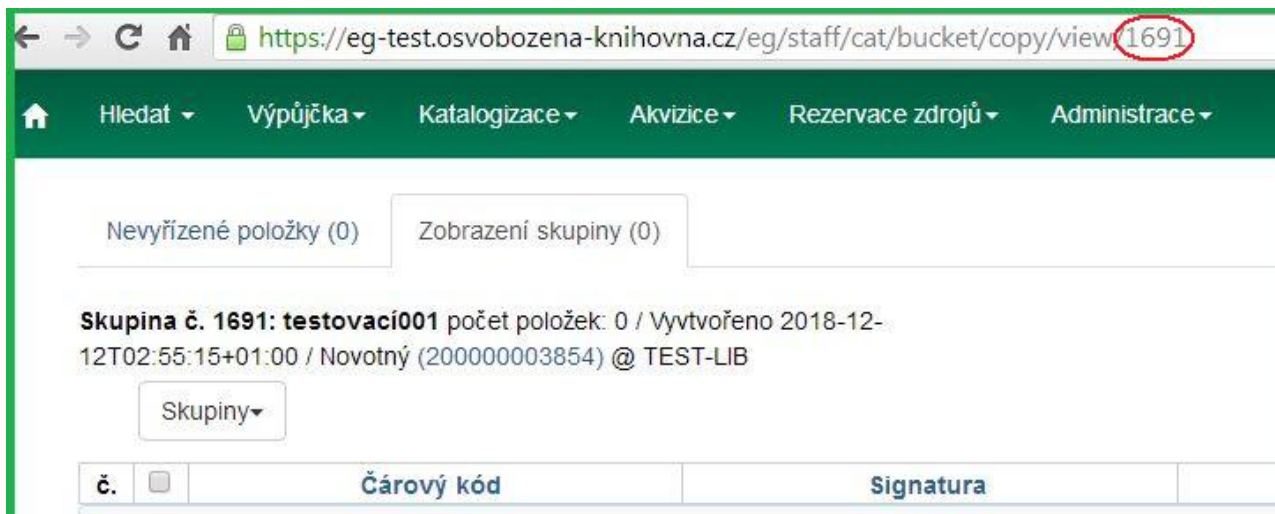 https://eg-test.osvobozena-knihovna.cz/eg/staff/cat/bucket/copy/view/1691
Hledat Výpůjčka Katalogizace Akvizice Rezervace zdrojů Administrace
Nevyřízené položky (0) Zobrazení skupiny (0)
Skupina č. 1691: testovací001 počet položek: 0 / Vyvtvořeno 2018-12-
12T02:55:15+01:00 / Novotný (200000003854) @ TEST-LIB
Skupiny
č. Čárový kód Signatura